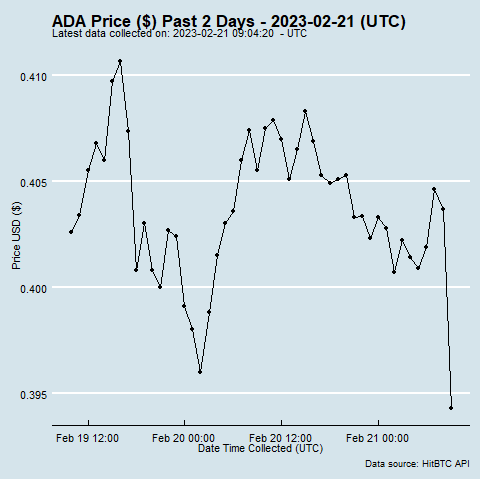 ADA Price ($) Past 2 Days - 2023-02-21 (UTC)
Latest data collected on: 2023-02-21 09:04:20 - UTC
0.410
0.405
0.400
0.395
Price USD ($)
Feb 19 12:00 Feb 20 00:00 Feb 20 12:00 Feb 21 00:00
Date Time Collected (UTC)
Data source: HitBTC API